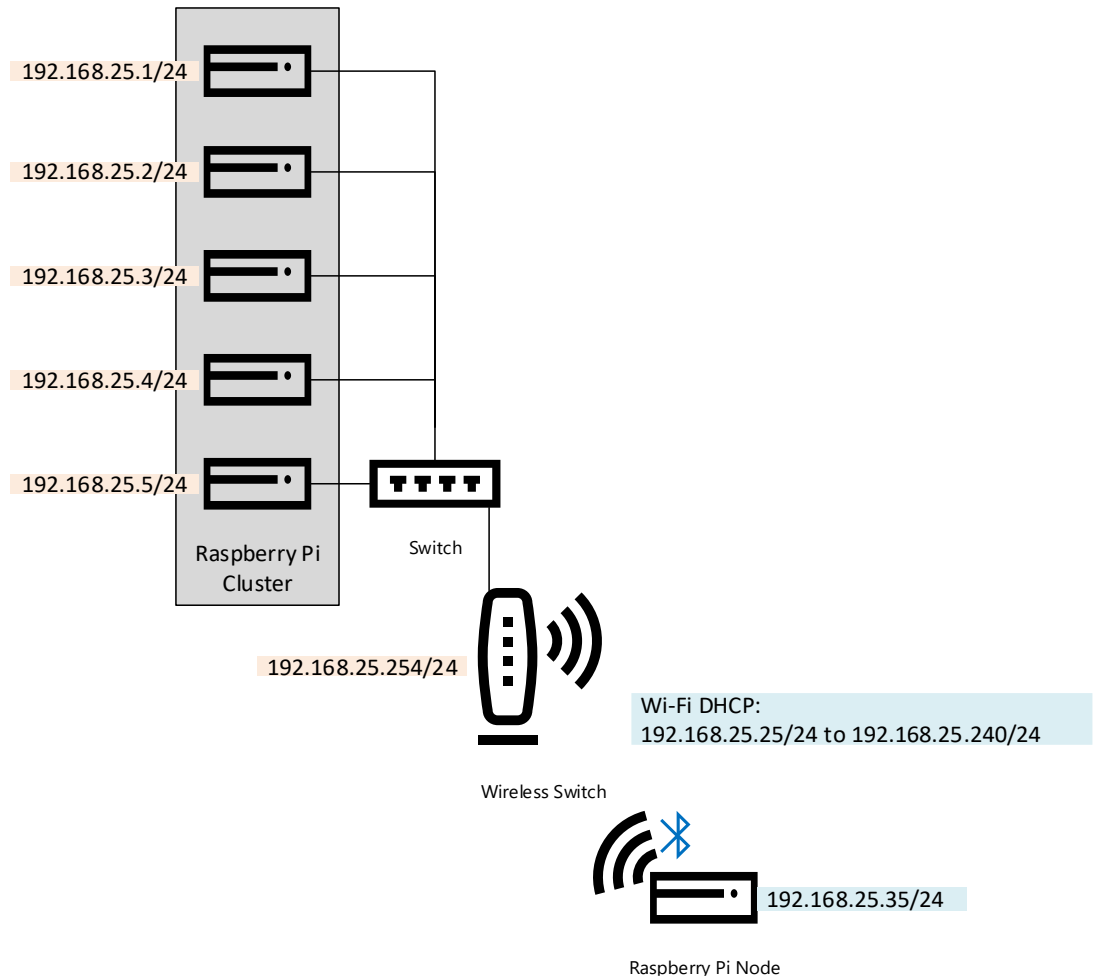 192.168.25.1/24
192.168.25.2/24
192.168.25.3/24
192.168.25.4/24
192.168.25.5/24
Raspberry Pi
Cluster
Switch
192.168.25.254/24
Wi-Fi DHCP:
192.168.25.25/24 to 192.168.25.240/24
Wireless Switch
192.168.25.35/24
Raspberry Pi Node